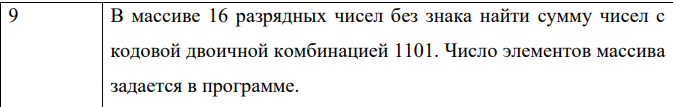 9 В массиве 16 разрядных чисел без знака найти сумму чисел с
кодовой двоичной комбинацией 1101. Число элементов массива
задается в программе.